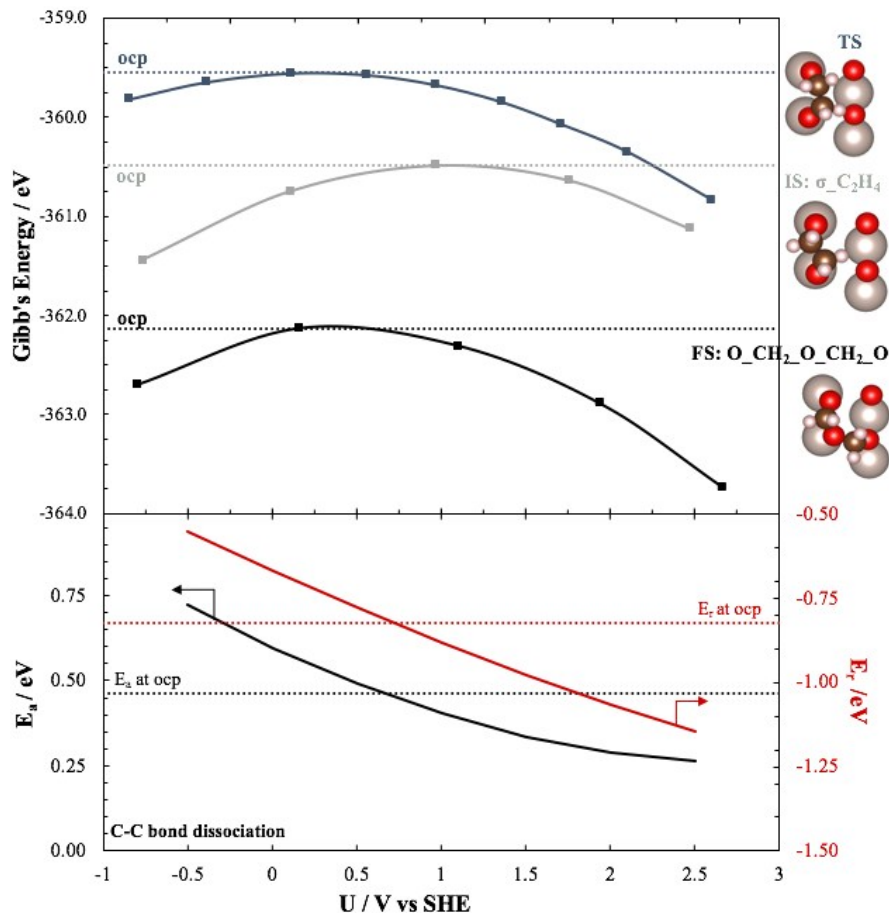 -359.0
TS
ocp
-360.0
ocp
IS: σ_C₂H₄
-361.0
Gibb's Energy / eV
-362.0
ocp
FS: O_CH₂_O_CH₂_O
-363.0
-364.0
-0.50
0.75
-0.75
Eᵣ at ocp
Eₐ / eV
0.50
Eₐ at ocp
-1.00
Eᵣ /eV
0.25
-1.25
C-C bond dissociation
0.00
-1.50
-1 -0.5 0 0.5 1 1.5 2 2.5 3
U / V vs SHE